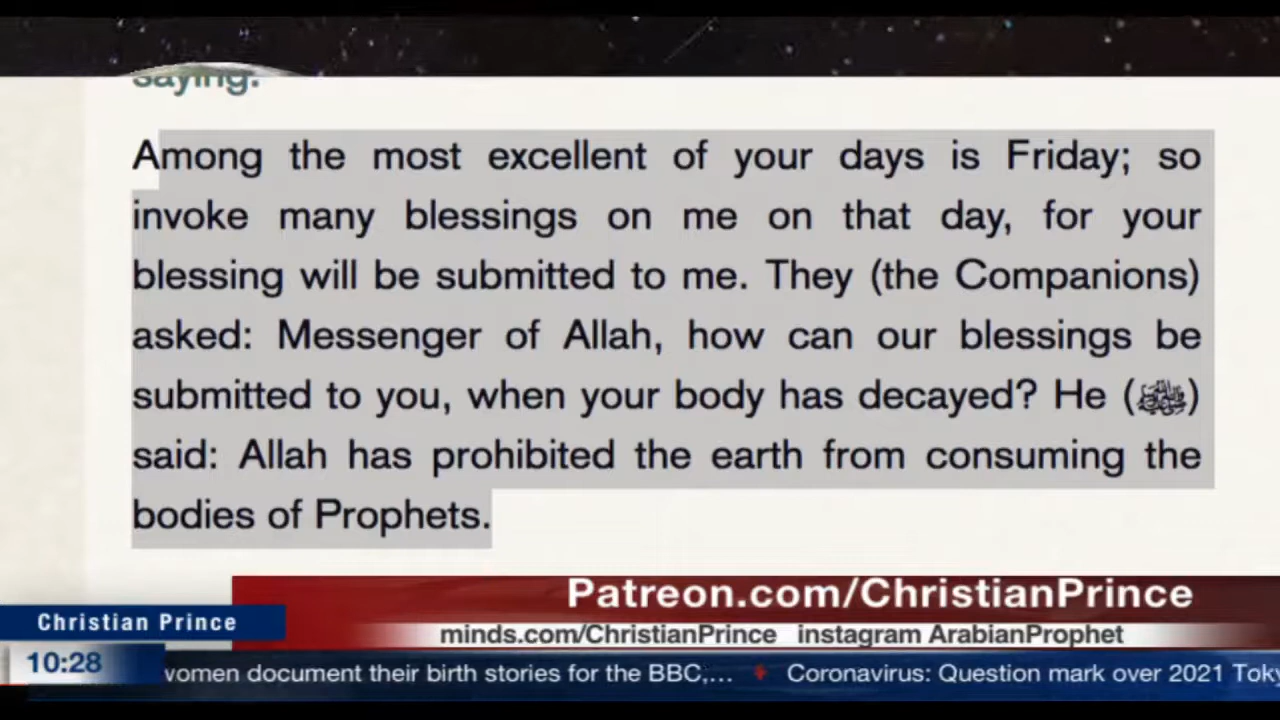 saying:
Among the most excellent of your days is Friday; so
invoke many blessings on me on that day, for your
blessing will be submitted to me. They (the Companions)
asked: Messenger of Allah, how can our blessings be
submitted to you, when your body has decayed? He (ﷺ)
said: Allah has prohibited the earth from consuming the
bodies of Prophets.
Patreon.com/ChristianPrince
Christian Prince
minds.com/ChristianPrince instagram ArabianProphet
10:28
women document their birth stories for the BBC,... Coronavirus: Question mark over 2021 Toky